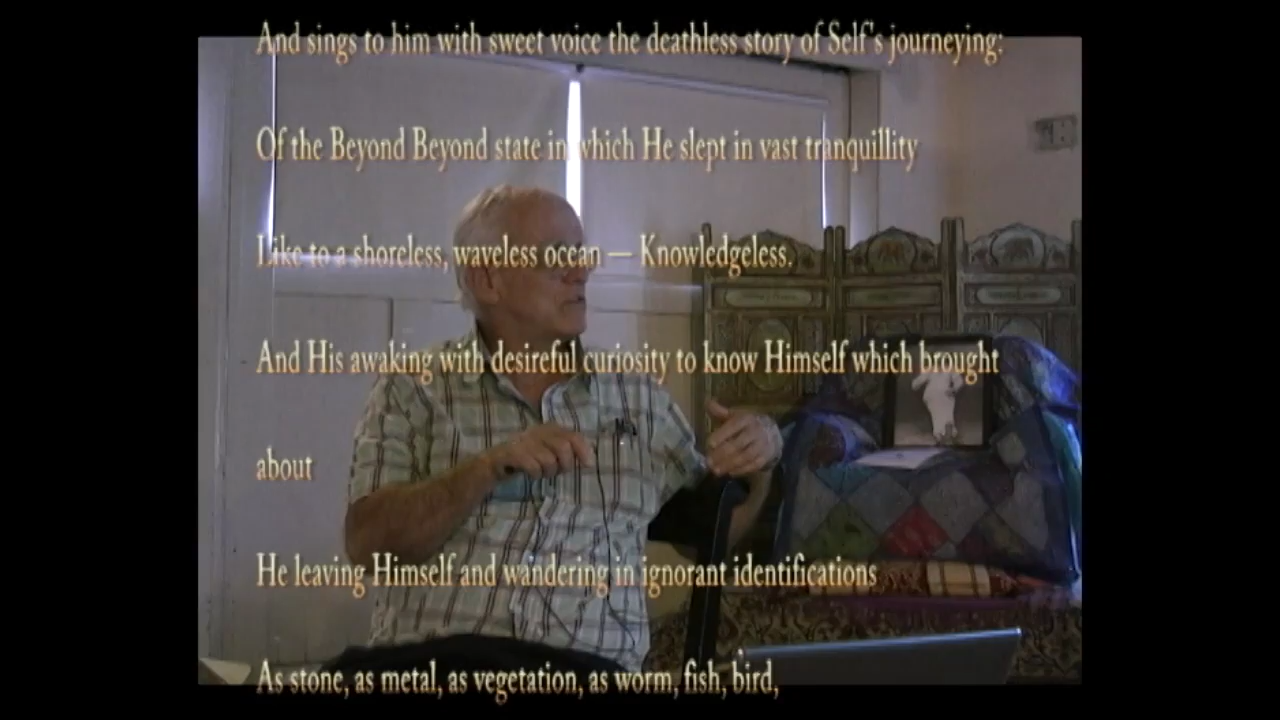 And sings to him with sweet voice the deathless story of Self's journeying:
Of the Beyond Beyond state in which He slept in vast tranquillity
Like to a shoreless, waveless ocean — Knowledgeless.
And His awaking with desireful curiosity to know Himself which brought
about
He leaving Himself and wandering in ignorant identifications
As stone, as metal, as vegetation, as worm, fish, bird,